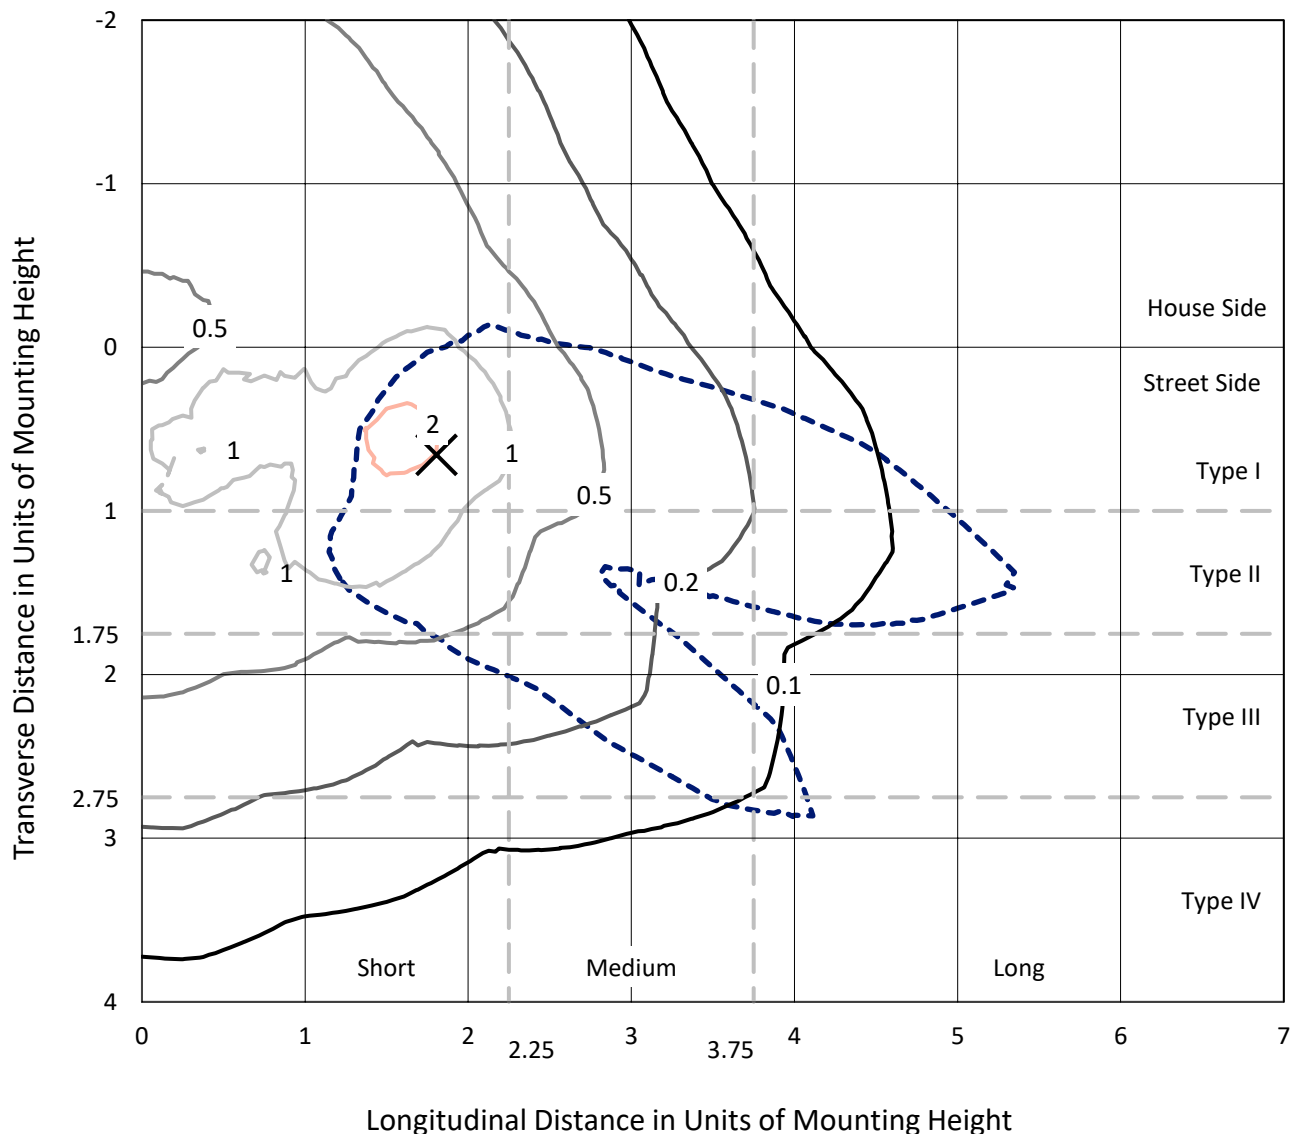 -2
-1
House Side
0.5
0
Street Side
2
1
1
Type I
0.5
1
1
0.2
Type II
1.75
2
0.1
Type III
2.75
3
Type IV
Short
Medium
Long
4
0
1
2
2.25
3
3.75
4
5
6
7
Transverse Distance in Units of Mounting Height
Longitudinal Distance in Units of Mounting Height